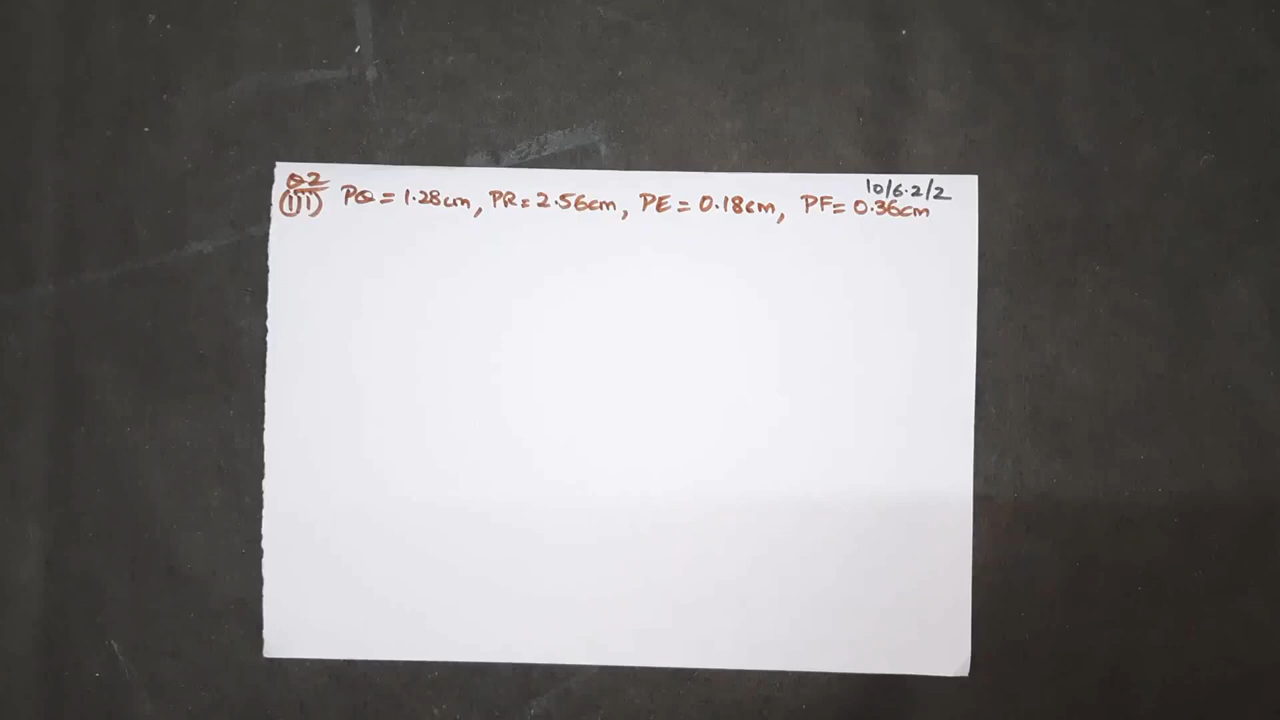 Q2
10/6.2/2
(iii) PQ = 1.28cm, PR = 2.56cm, PE = 0.18cm, PF = 0.36cm